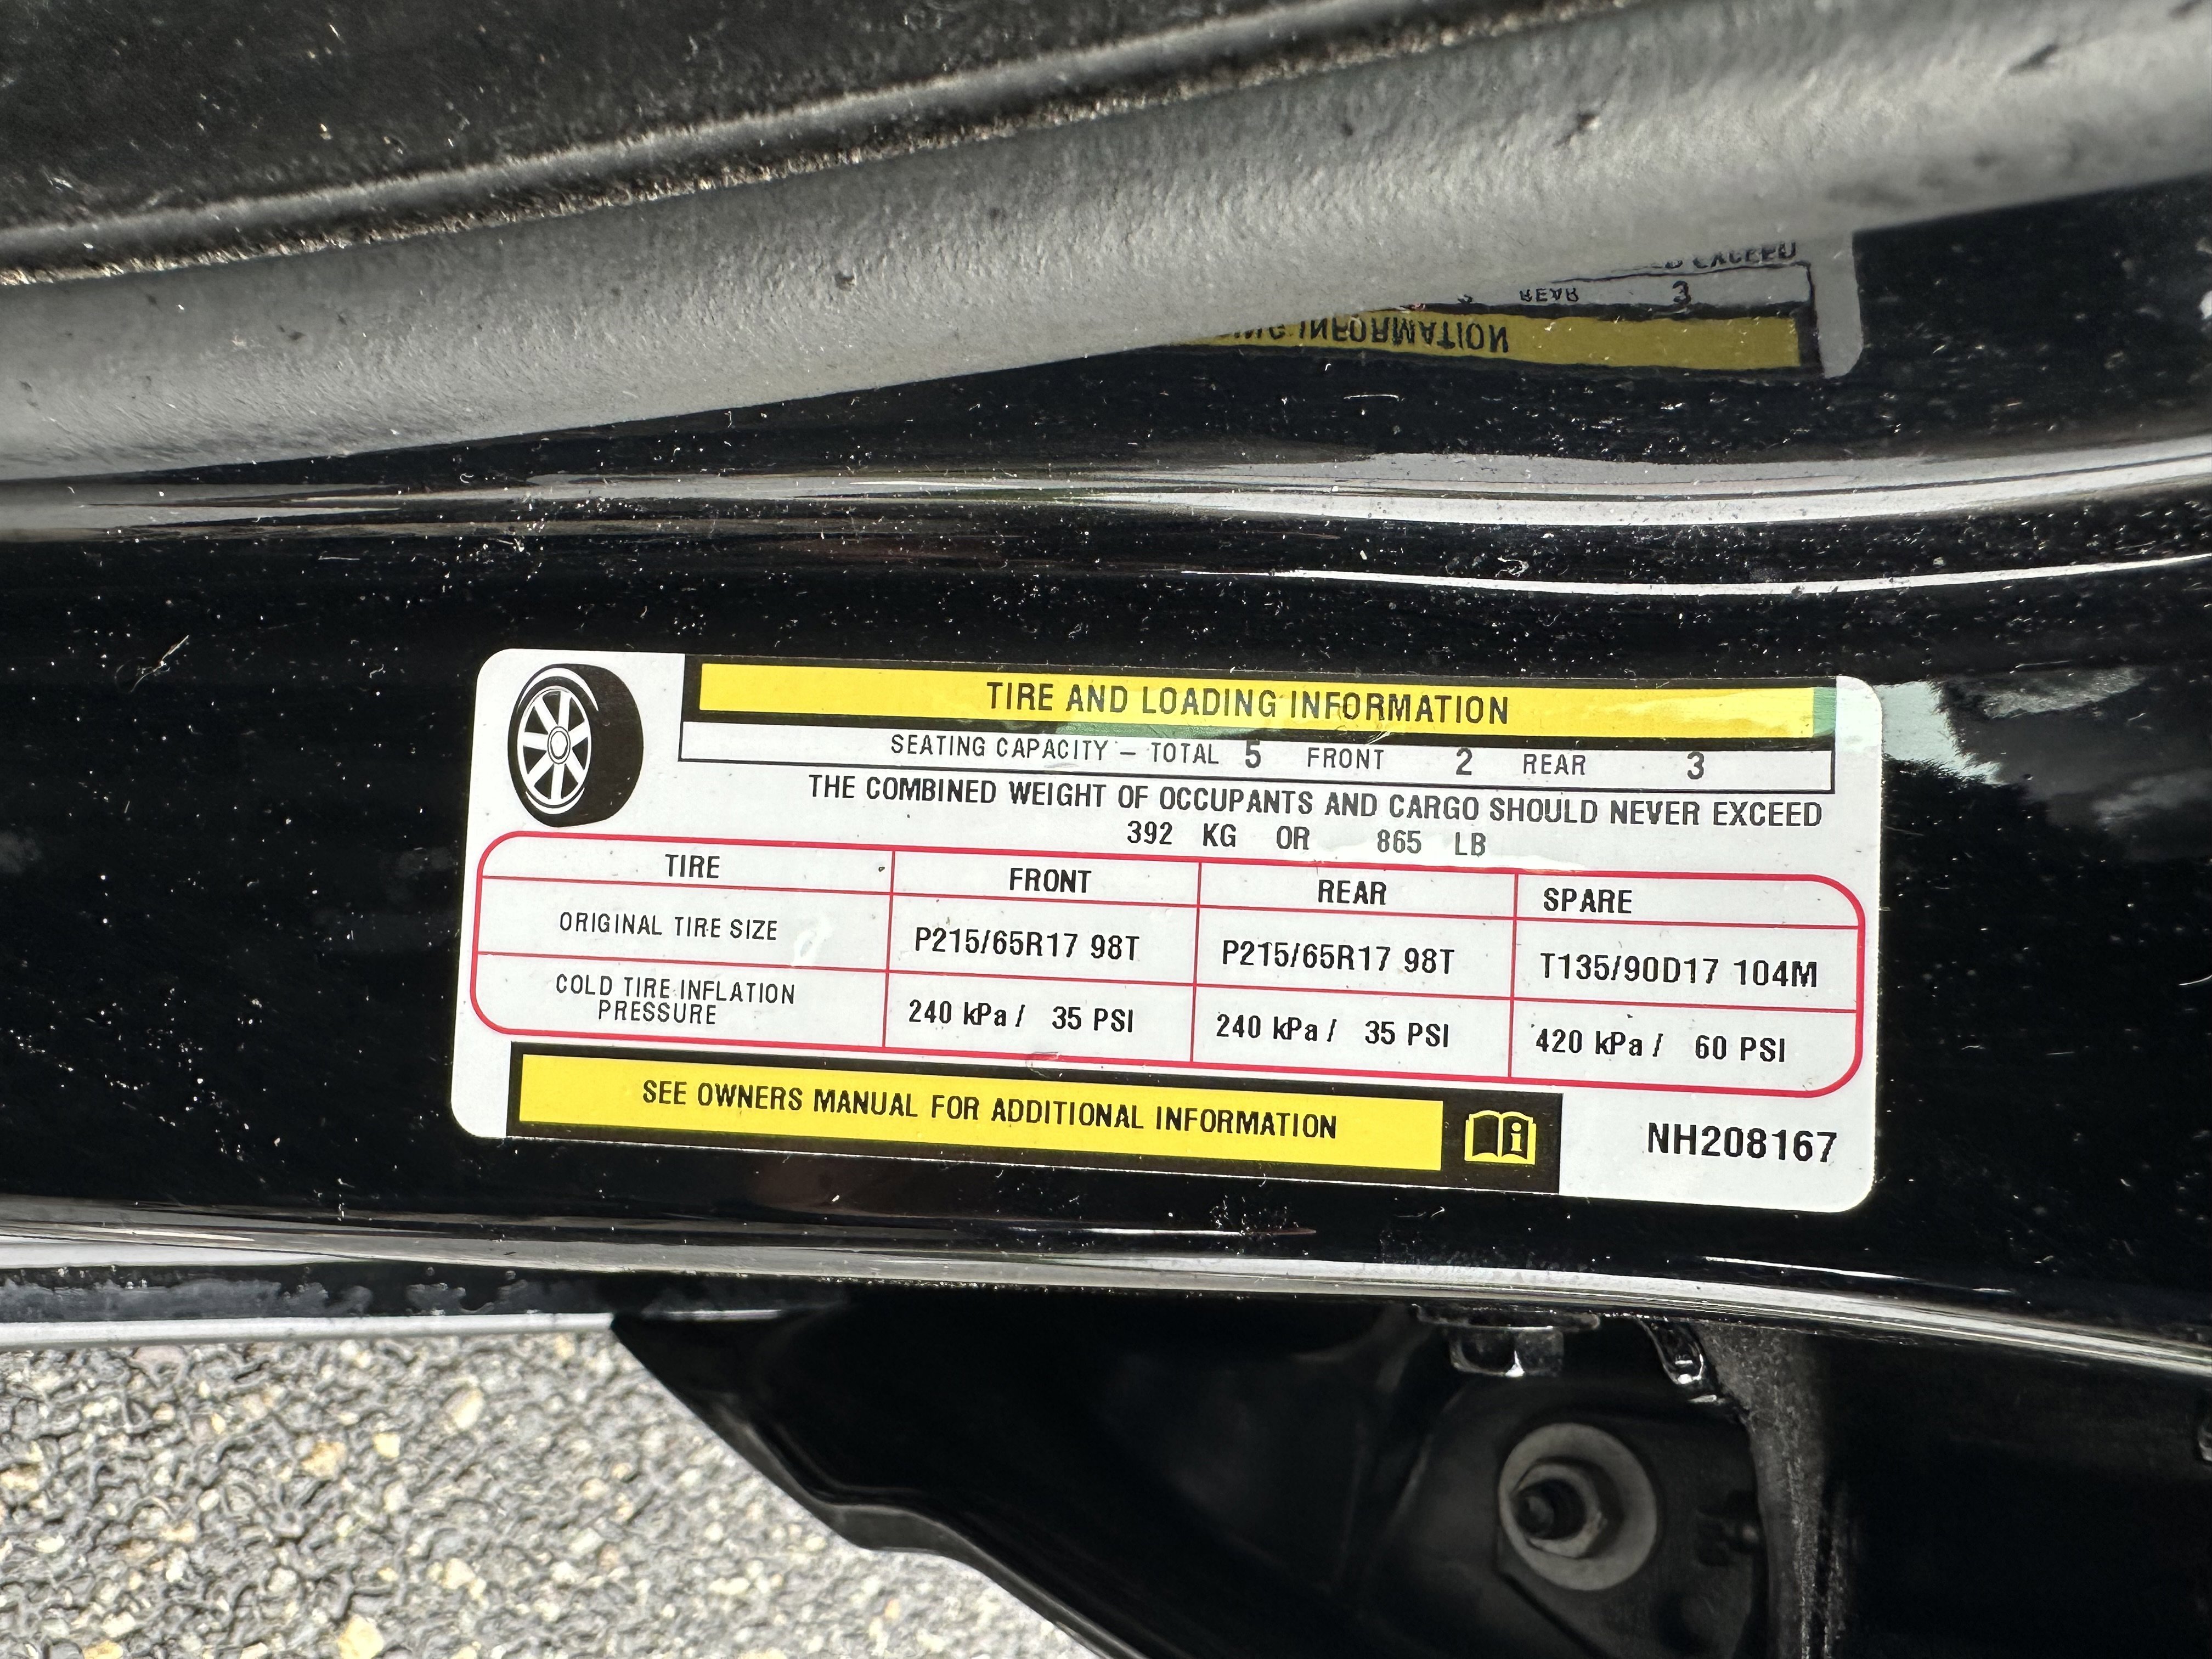 TIRE AND LOADING INFORMATION
SEATING CAPACITY – TOTAL 5 FRONT 2 REAR 3
THE COMBINED WEIGHT OF OCCUPANTS AND CARGO SHOULD NEVER EXCEED
392 KG OR 865 LB
TIRE FRONT REAR SPARE
ORIGINAL TIRE SIZE P215/65R17 98T P215/65R17 98T T135/90D17 104M
COLD TIRE INFLATION
PRESSURE 240 kPa / 35 PSI 240 kPa / 35 PSI 420 kPa / 60 PSI
SEE OWNERS MANUAL FOR ADDITIONAL INFORMATION
NH208167